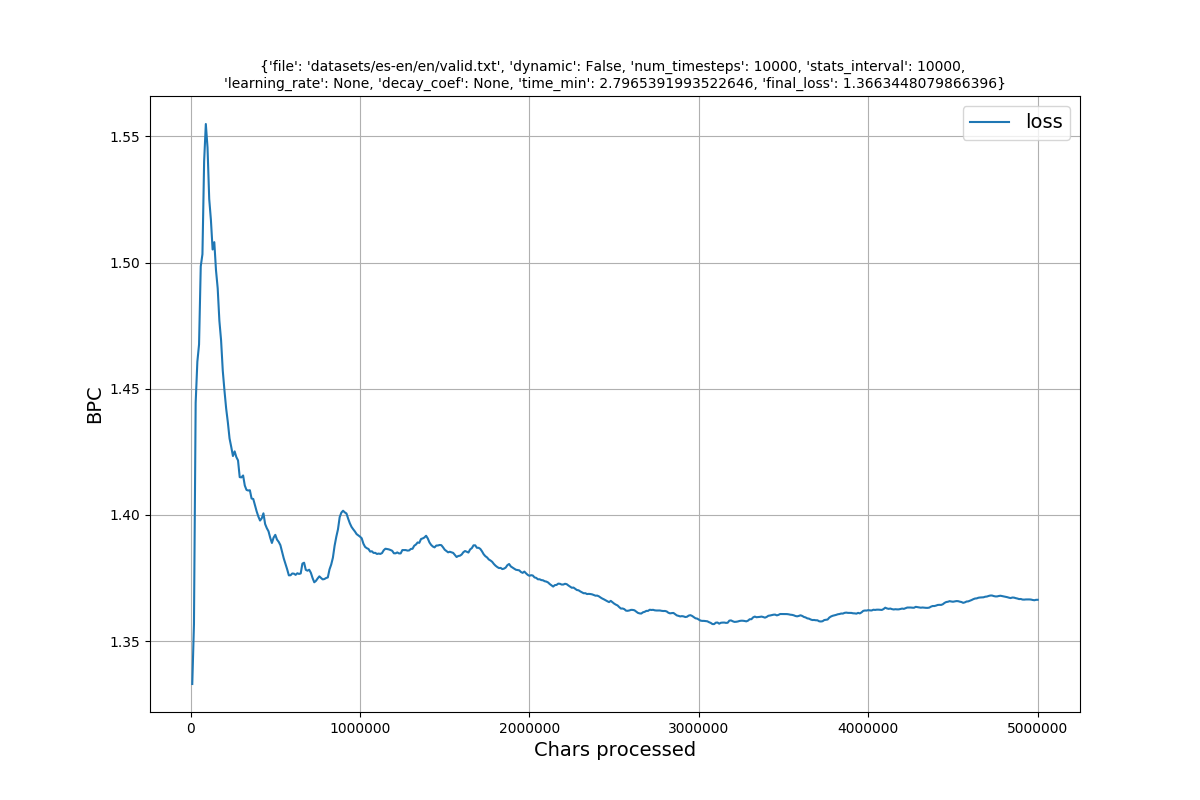 {'file': 'datasets/es-en/en/valid.txt', 'dynamic': False, 'num_timesteps': 10000, 'stats_interval': 10000,
'learning_rate': None, 'decay_coef': None, 'time_min': 2.7965391993522646, 'final_loss': 1.3663448079866396}
loss
1.55
1.50
1.45
1.40
1.35
BPC
0 1000000 2000000 3000000 4000000 5000000
Chars processed